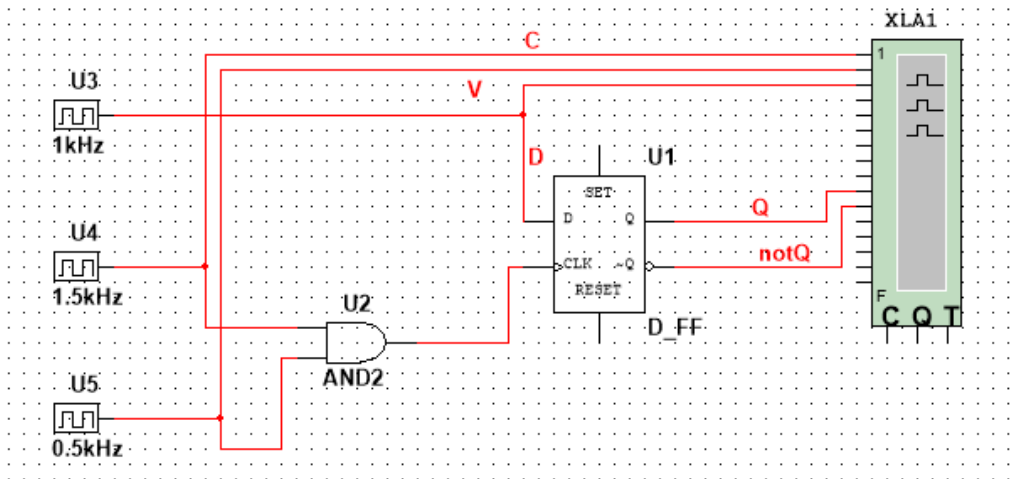 XLA1
C
1
U3
V
1kHz
D
U1
SET
D Q
Q
U4
notQ
CLK ~Q
1.5kHz
RESET
F
U2
D_FF
C Q T
U5
AND2
0.5kHz